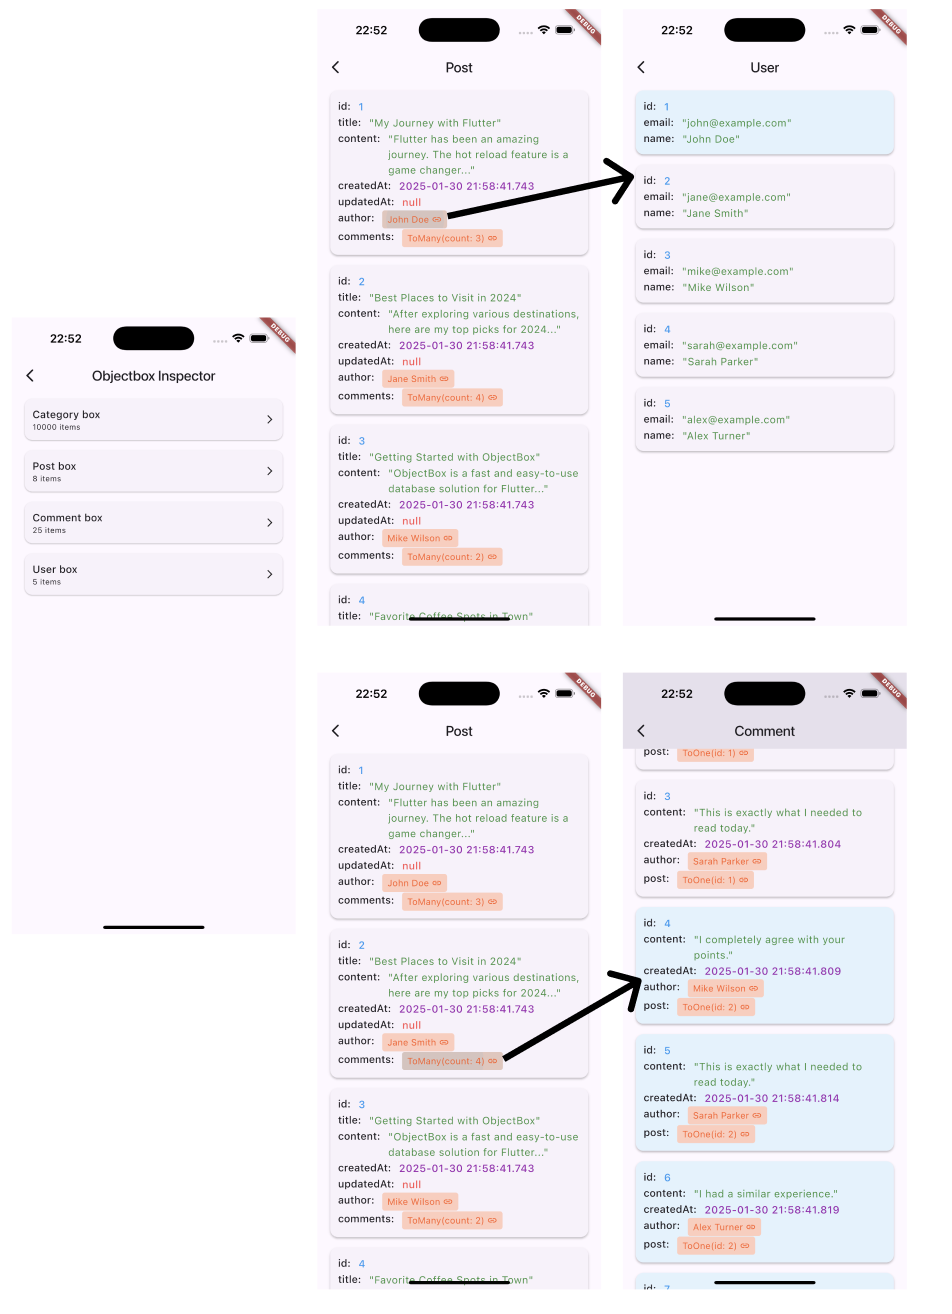 22:52
DEBUG
Objectbox Inspector
Category box
10000 items
Post box
8 items
Comment box
25 items
User box
5 items
22:52
DEBUG
Post
id: 1
title: "My Journey with Flutter"
content: "Flutter has been an amazing
journey. The hot reload feature is a
game changer..."
createdAt: 2025-01-30 21:58:41.743
updatedAt: null
author: John Doe
comments: ToMany(count: 3)
id: 2
title: "Best Places to Visit in 2024"
content: "After exploring various destinations,
here are my top picks for 2024..."
createdAt: 2025-01-30 21:58:41.743
updatedAt: null
author: Jane Smith
comments: ToMany(count: 4)
id: 3
title: "Getting Started with ObjectBox"
content: "ObjectBox is a fast and easy-to-use
database solution for Flutter..."
createdAt: 2025-01-30 21:58:41.743
updatedAt: null
author: Mike Wilson
comments: ToMany(count: 2)
id: 4
title: "Favorite Coffee Spots in Town"
22:52
DEBUG
User
id: 1
email: "john@example.com"
name: "John Doe"
id: 2
email: "jane@example.com"
name: "Jane Smith"
id: 3
email: "mike@example.com"
name: "Mike Wilson"
id: 4
email: "sarah@example.com"
name: "Sarah Parker"
id: 5
email: "alex@example.com"
name: "Alex Turner"
22:52
DEBUG
Post
id: 1
title: "My Journey with Flutter"
content: "Flutter has been an amazing
journey. The hot reload feature is a
game changer..."
createdAt: 2025-01-30 21:58:41.743
updatedAt: null
author: John Doe
comments: ToMany(count: 3)
id: 2
title: "Best Places to Visit in 2024"
content: "After exploring various destinations,
here are my top picks for 2024..."
createdAt: 2025-01-30 21:58:41.743
updatedAt: null
author: Jane Smith
comments: ToMany(count: 4)
id: 3
title: "Getting Started with ObjectBox"
content: "ObjectBox is a fast and easy-to-use
database solution for Flutter..."
createdAt: 2025-01-30 21:58:41.743
updatedAt: null
author: Mike Wilson
comments: ToMany(count: 2)
id: 4
title: "Favorite Coffee Spots in Town"
22:52
DEBUG
Comment
post: ToOne(id: 1)
id: 3
content: "This is exactly what I needed to
read today."
createdAt: 2025-01-30 21:58:41.804
author: Sarah Parker
post: ToOne(id: 1)
id: 4
content: "I completely agree with your
points."
createdAt: 2025-01-30 21:58:41.809
author: Mike Wilson
post: ToOne(id: 2)
id: 5
content: "This is exactly what I needed to
read today."
createdAt: 2025-01-30 21:58:41.814
author: Sarah Parker
post: ToOne(id: 2)
id: 6
content: "I had a similar experience."
createdAt: 2025-01-30 21:58:41.819
author: Alex Turner
post: ToOne(id: 2)
id: 7